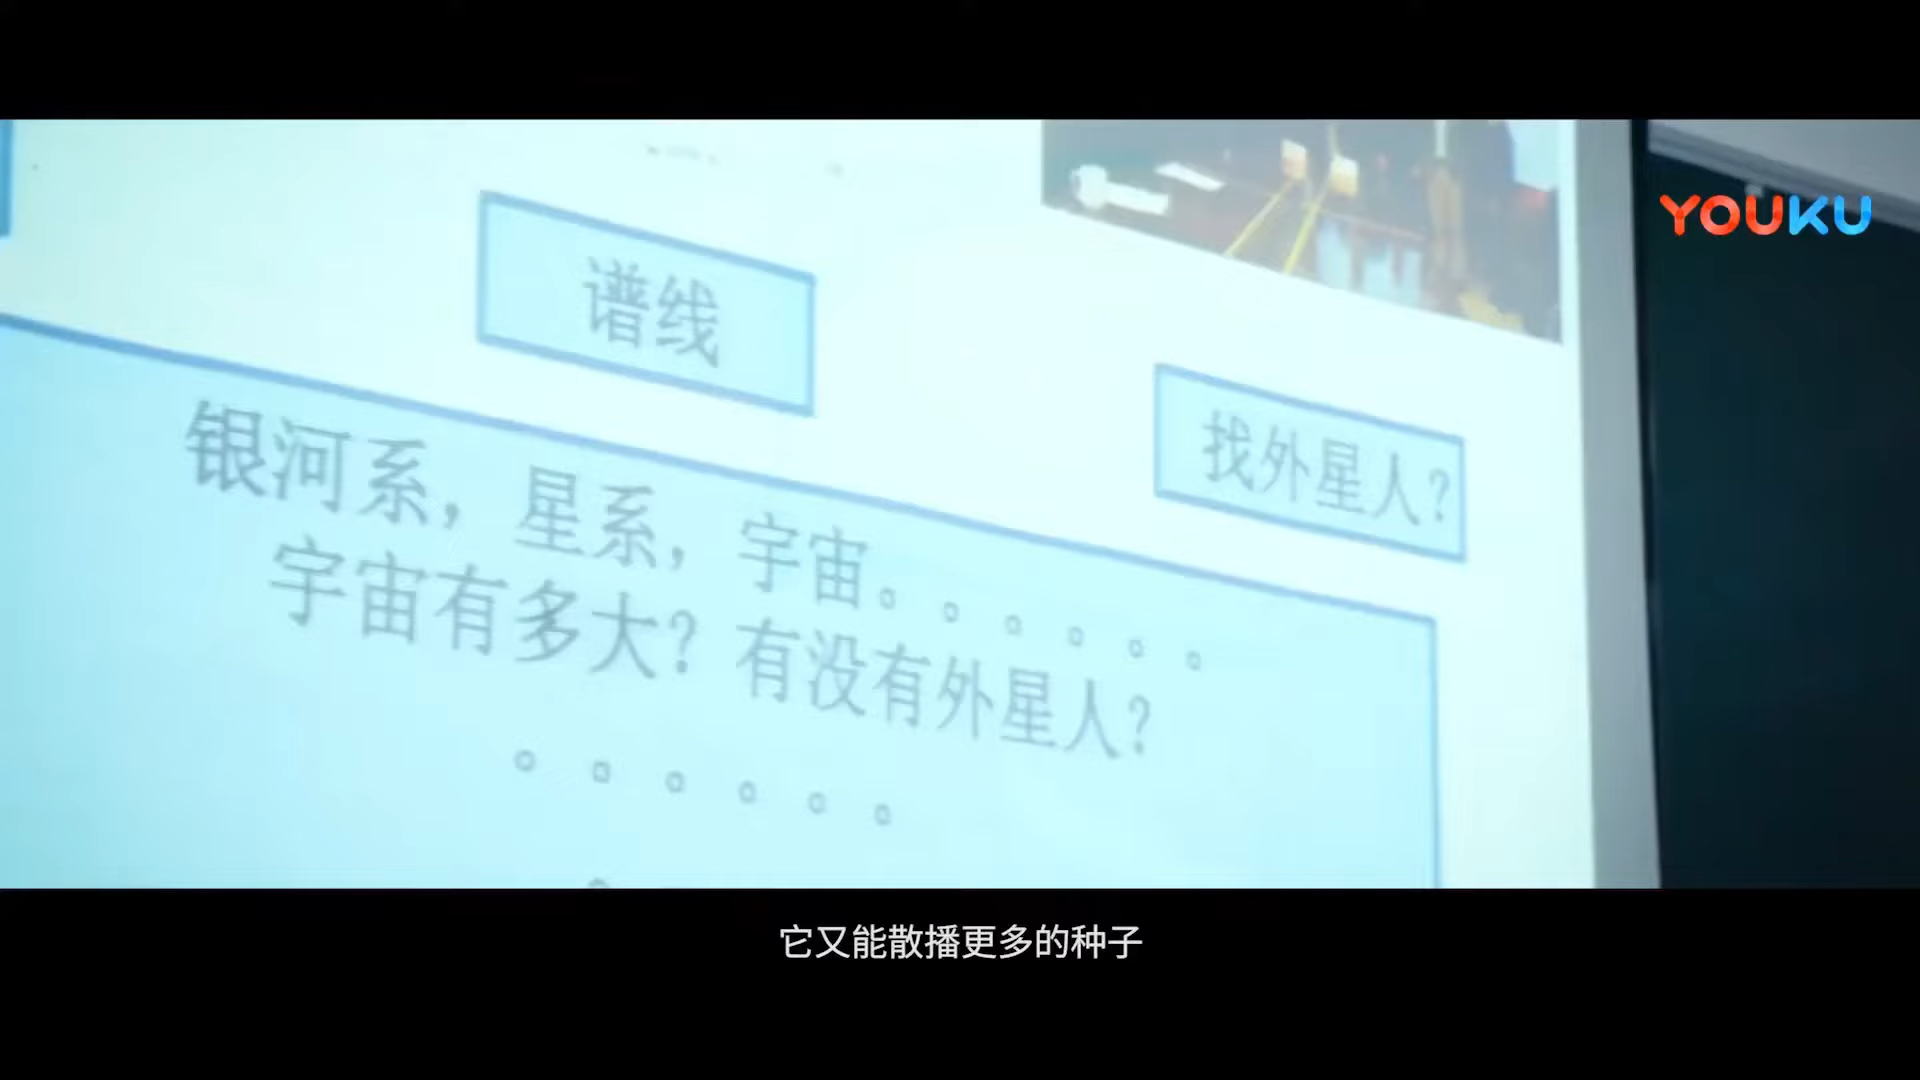 YOUKU
谱线
找外星人?
银河系，星系，宇宙。。。。。。
宇宙有多大? 有没有外星人?
。。。。。。
它又能散播更多的种子